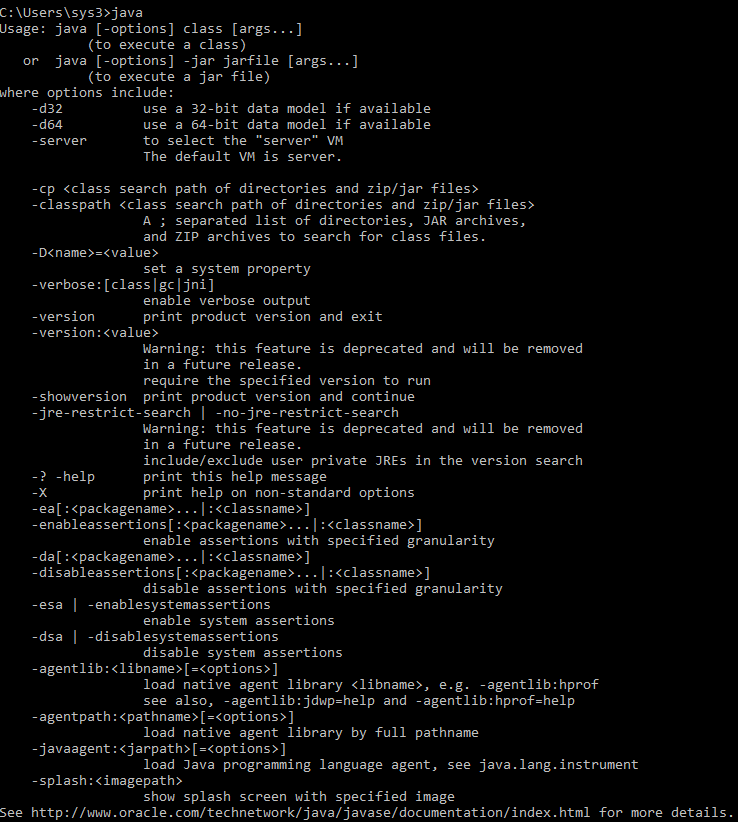 C:\Users\sys3>java
Usage: java [-options] class [args...]
           (to execute a class)
   or  java [-options] -jar jarfile [args...]
           (to execute a jar file)
where options include:
    -d32          use a 32-bit data model if available
    -d64          use a 64-bit data model if available
    -server       to select the "server" VM
                  The default VM is server.

    -cp <class search path of directories and zip/jar files>
    -classpath <class search path of directories and zip/jar files>
                  A ; separated list of directories, JAR archives,
                  and ZIP archives to search for class files.
    -D<name>=<value>
                  set a system property
    -verbose:[class|gc|jni]
                  enable verbose output
    -version      print product version and exit
    -version:<value>
                  Warning: this feature is deprecated and will be removed
                  in a future release.
                  require the specified version to run
    -showversion  print product version and continue
    -jre-restrict-search | -no-jre-restrict-search
                  Warning: this feature is deprecated and will be removed
                  in a future release.
                  include/exclude user private JREs in the version search
    -? -help      print this help message
    -X            print help on non-standard options
    -ea[:<packagename>...|:<classname>]
    -enableassertions[:<packagename>...|:<classname>]
                  enable assertions with specified granularity
    -da[:<packagename>...|:<classname>]
    -disableassertions[:<packagename>...|:<classname>]
                  disable assertions with specified granularity
    -esa | -enablesystemassertions
                  enable system assertions
    -dsa | -disablesystemassertions
                  disable system assertions
    -agentlib:<libname>[=<options>]
                  load native agent library <libname>, e.g. -agentlib:hprof
                  see also, -agentlib:jdwp=help and -agentlib:hprof=help
    -agentpath:<pathname>[=<options>]
                  load native agent library by full pathname
    -javaagent:<jarpath>[=<options>]
                  load Java programming language agent, see java.lang.instrument
    -splash:<imagepath>
                  show splash screen with specified image
See http://www.oracle.com/technetwork/java/javase/documentation/index.html for more details.